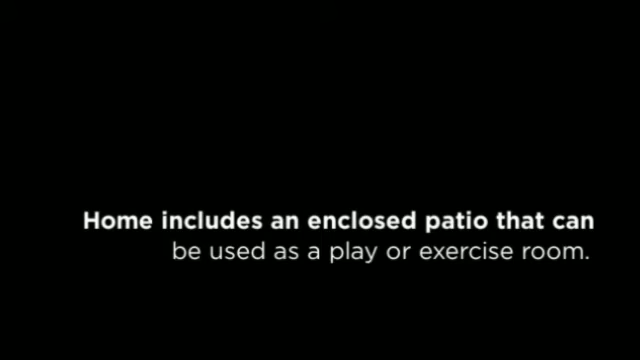 Home includes an enclosed patio that can
be used as a play or exercise room.